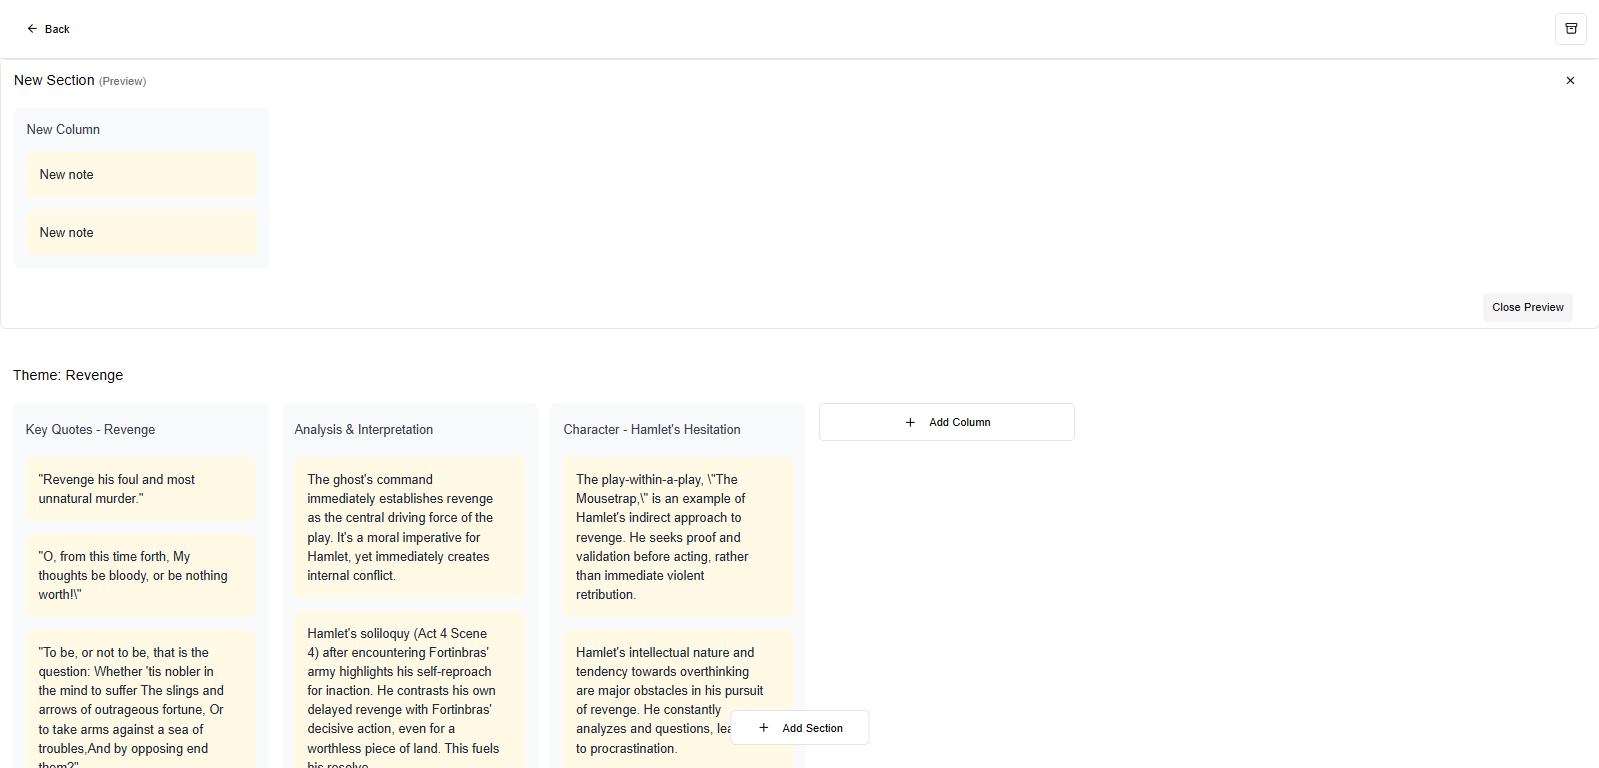 Back
New Section (Preview)
New Column
New note
New note
Close Preview
Theme: Revenge
Key Quotes - Revenge
"Revenge his foul and most
unnatural murder."
"O, from this time forth, My
thoughts be bloody, or be nothing
worth!\"
"To be, or not to be, that is the
question: Whether 'tis nobler in
the mind to suffer The slings and
arrows of outrageous fortune, Or
to take arms against a sea of
troubles,And by opposing end
them?"
Analysis & Interpretation
The ghost's command
immediately establishes revenge
as the central driving force of the
play. It's a moral imperative for
Hamlet, yet immediately creates
internal conflict.
Hamlet's soliloquy (Act 4 Scene
4) after encountering Fortinbras'
army highlights his self-reproach
for inaction. He contrasts his own
delayed revenge with Fortinbras'
decisive action, even for a
worthless piece of land. This fuels
his resolve
Character - Hamlet's Hesitation
The play-within-a-play, \"The
Mousetrap,\" is an example of
Hamlet's indirect approach to
revenge. He seeks proof and
validation before acting, rather
than immediate violent
retribution.
Hamlet's intellectual nature and
tendency towards overthinking
are major obstacles in his pursuit
of revenge. He constantly
analyzes and questions,
to procrastination.
Add Column
Add Section